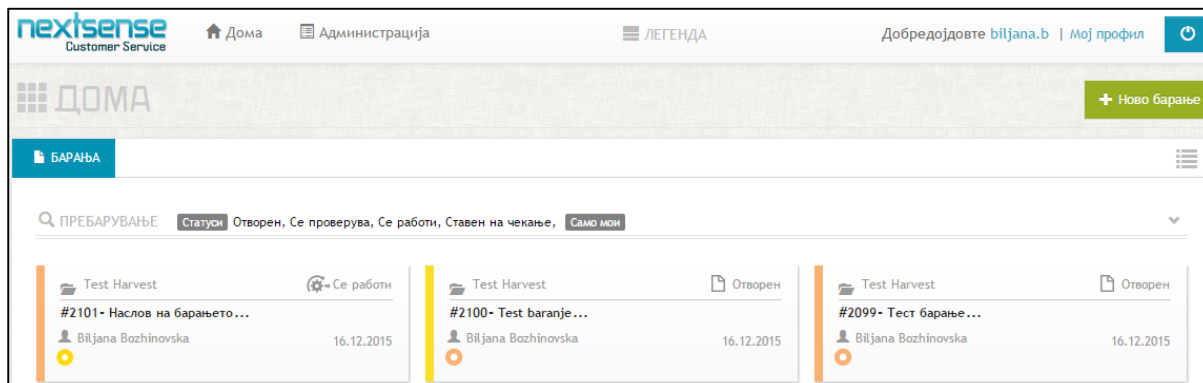 nextsense
Customer Service
Дома
Администрација
ЛЕГЕНДА
Добредојдовте biljana.b | Мој профил
ДОМА
+ Ново барање
БАРАЊА
ПРЕБАРУВАЊЕ Статуси Отворен, Се проверува, Се работи, Ставен на чекање, Само мои
Test Harvest Се работи
#2101- Наслов на барањето...
Biljana Bozhinovska 16.12.2015
Test Harvest Отворен
#2100- Test baranje...
Biljana Bozhinovska 16.12.2015
Test Harvest Отворен
#2099- Тест барање...
Biljana Bozhinovska 16.12.2015